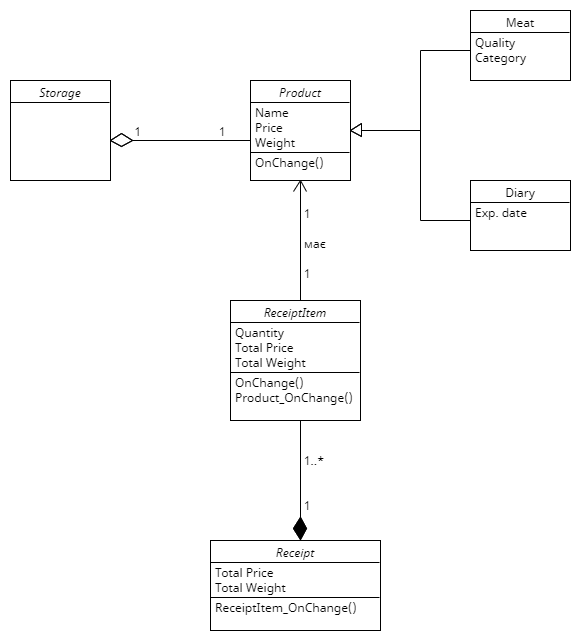 Meat
Quality
Category
Storage
Product
Name
Price
Weight
OnChange()
1
1
Diary
Exp. date
1
має
1
ReceiptItem
Quantity
Total Price
Total Weight
OnChange()
Product_OnChange()
1..*
1
Receipt
Total Price
Total Weight
ReceiptItem_OnChange()